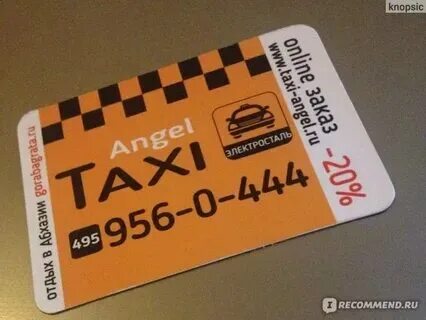 knopsic
Angel
TAXI
ЭЛЕКТРОСТАЛЬ
495 956-0-444
online заказ
www.taxi-angel.ru
-20%
отдых в Абхазии gorabagrata.ru
IRECOMMEND.RU